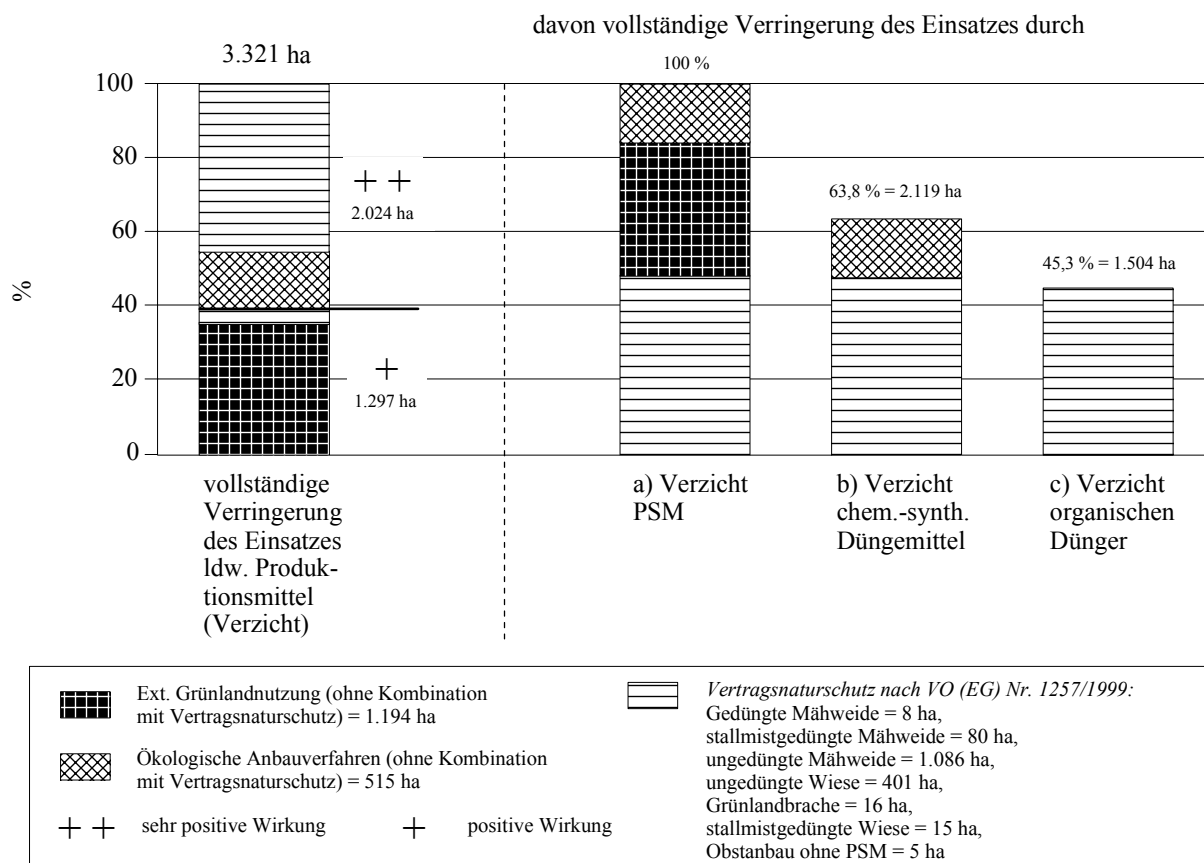 davon vollständige Verringerung des Einsatzes durch
3.321 ha
100 %
100
80
60
40
20
0
%
+ +
2.024 ha
+
1.297 ha
63,8 % = 2.119 ha
45,3 % = 1.504 ha
vollständige
Verringerung
des Einsatzes
ldw. Produk-
tionsmittel
(Verzicht)
a) Verzicht
PSM
b) Verzicht
chem.-synth.
Düngemittel
c) Verzicht
organischen
Dünger
Ext. Grünlandnutzung (ohne Kombination
mit Vertragsnaturschutz) = 1.194 ha
Ökologische Anbauverfahren (ohne Kombination
mit Vertragsnaturschutz) = 515 ha
+ + sehr positive Wirkung + positive Wirkung
Vertragsnaturschutz nach VO (EG) Nr. 1257/1999:
Gedüngte Mähweide = 8 ha,
stallmistgedüngte Mähweide = 80 ha,
ungedüngte Mähweide = 1.086 ha,
ungedüngte Wiese = 401 ha,
Grünlandbrache = 16 ha,
stallmistgedüngte Wiese = 15 ha,
Obstanbau ohne PSM = 5 ha